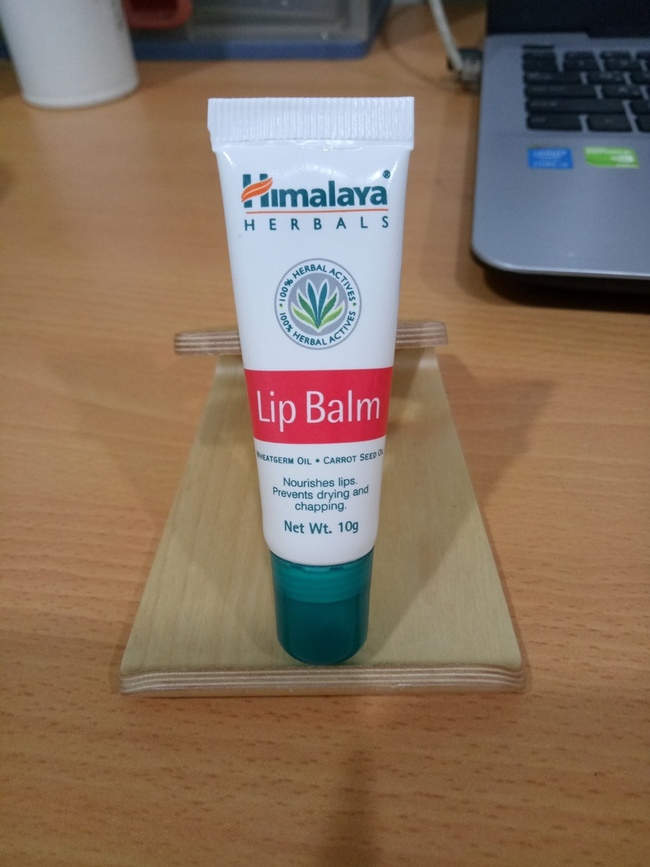 Himalaya®
HERBALS
100% HERBAL ACTIVES
100% HERBAL ACTIVES
Lip Balm
WHEATGERM OIL • CARROT SEED OIL
Nourishes lips.
Prevents drying and
chapping.
Net Wt. 10g